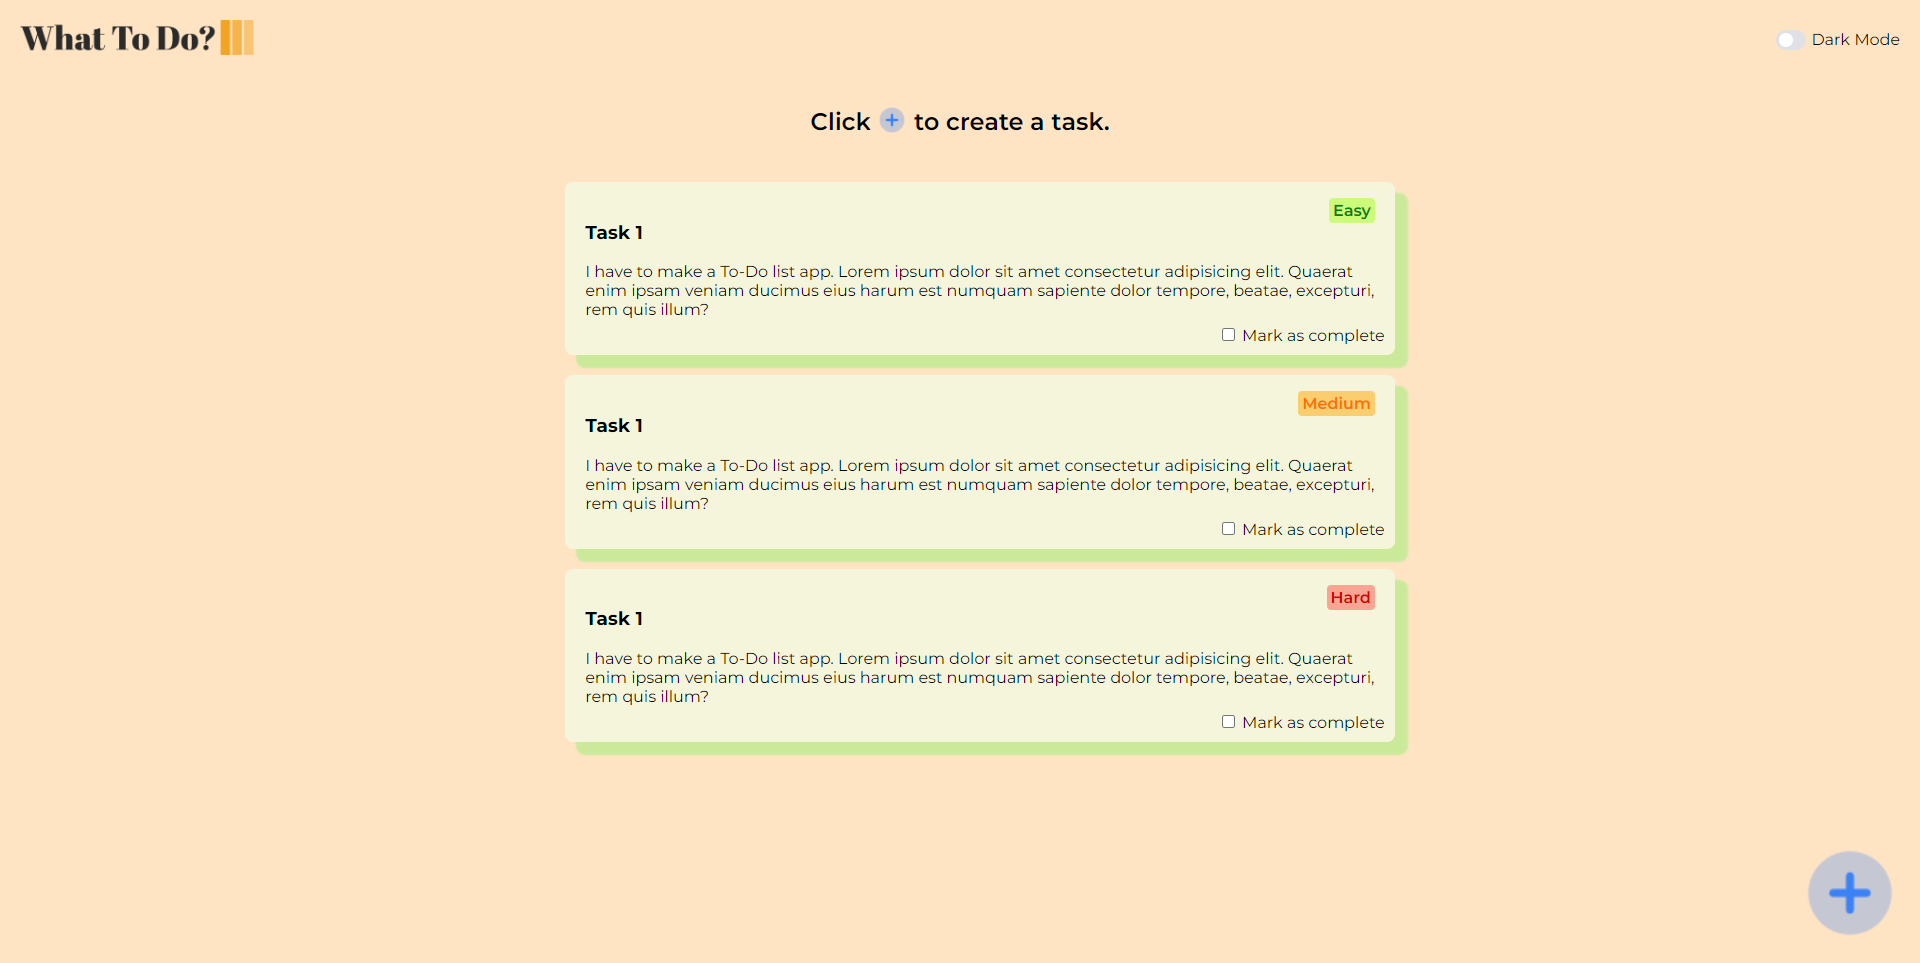 What To Do?
Dark Mode
Click + to create a task.
Easy
Task 1
I have to make a To-Do list app. Lorem ipsum dolor sit amet consectetur adipisicing elit. Quaerat
enim ipsam veniam ducimus eius harum est numquam sapiente dolor tempore, beatae, excepturi,
rem quis illum?
Mark as complete
Medium
Task 1
I have to make a To-Do list app. Lorem ipsum dolor sit amet consectetur adipisicing elit. Quaerat
enim ipsam veniam ducimus eius harum est numquam sapiente dolor tempore, beatae, excepturi,
rem quis illum?
Mark as complete
Hard
Task 1
I have to make a To-Do list app. Lorem ipsum dolor sit amet consectetur adipisicing elit. Quaerat
enim ipsam veniam ducimus eius harum est numquam sapiente dolor tempore, beatae, excepturi,
rem quis illum?
Mark as complete
+